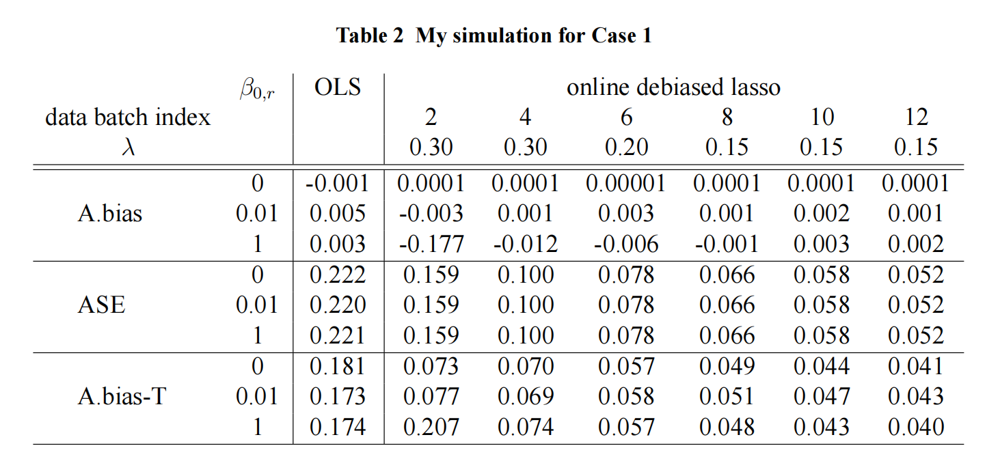 Table 2 My simulation for Case 1
β0,r OLS online debiased lasso
data batch index 2 4 6 8 10 12
λ 0.30 0.30 0.20 0.15 0.15 0.15
0 -0.001 0.0001 0.0001 0.00001 0.0001 0.0001 0.0001
A.bias 0.01 0.005 -0.003 0.001 0.003 0.001 0.002 0.001
1 0.003 -0.177 -0.012 -0.006 -0.001 0.003 0.002
0 0.222 0.159 0.100 0.078 0.066 0.058 0.052
ASE 0.01 0.220 0.159 0.100 0.078 0.066 0.058 0.052
1 0.221 0.159 0.100 0.078 0.066 0.058 0.052
0 0.181 0.073 0.070 0.057 0.049 0.044 0.041
A.bias-T 0.01 0.173 0.077 0.069 0.058 0.051 0.047 0.043
1 0.174 0.207 0.074 0.057 0.048 0.043 0.040